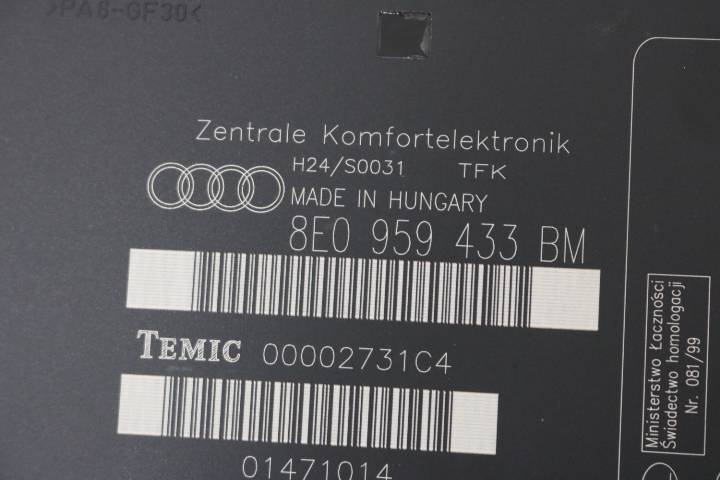 >PA6-GF30<
Zentrale Komfortelektronik
H24/S0031 TFK
MADE IN HUNGARY
8E0 959 433 BM
TEMIC 00002731C4
01471014
Ministerstwo Łączności
Świadectwo homologacji
Nr. 081/99